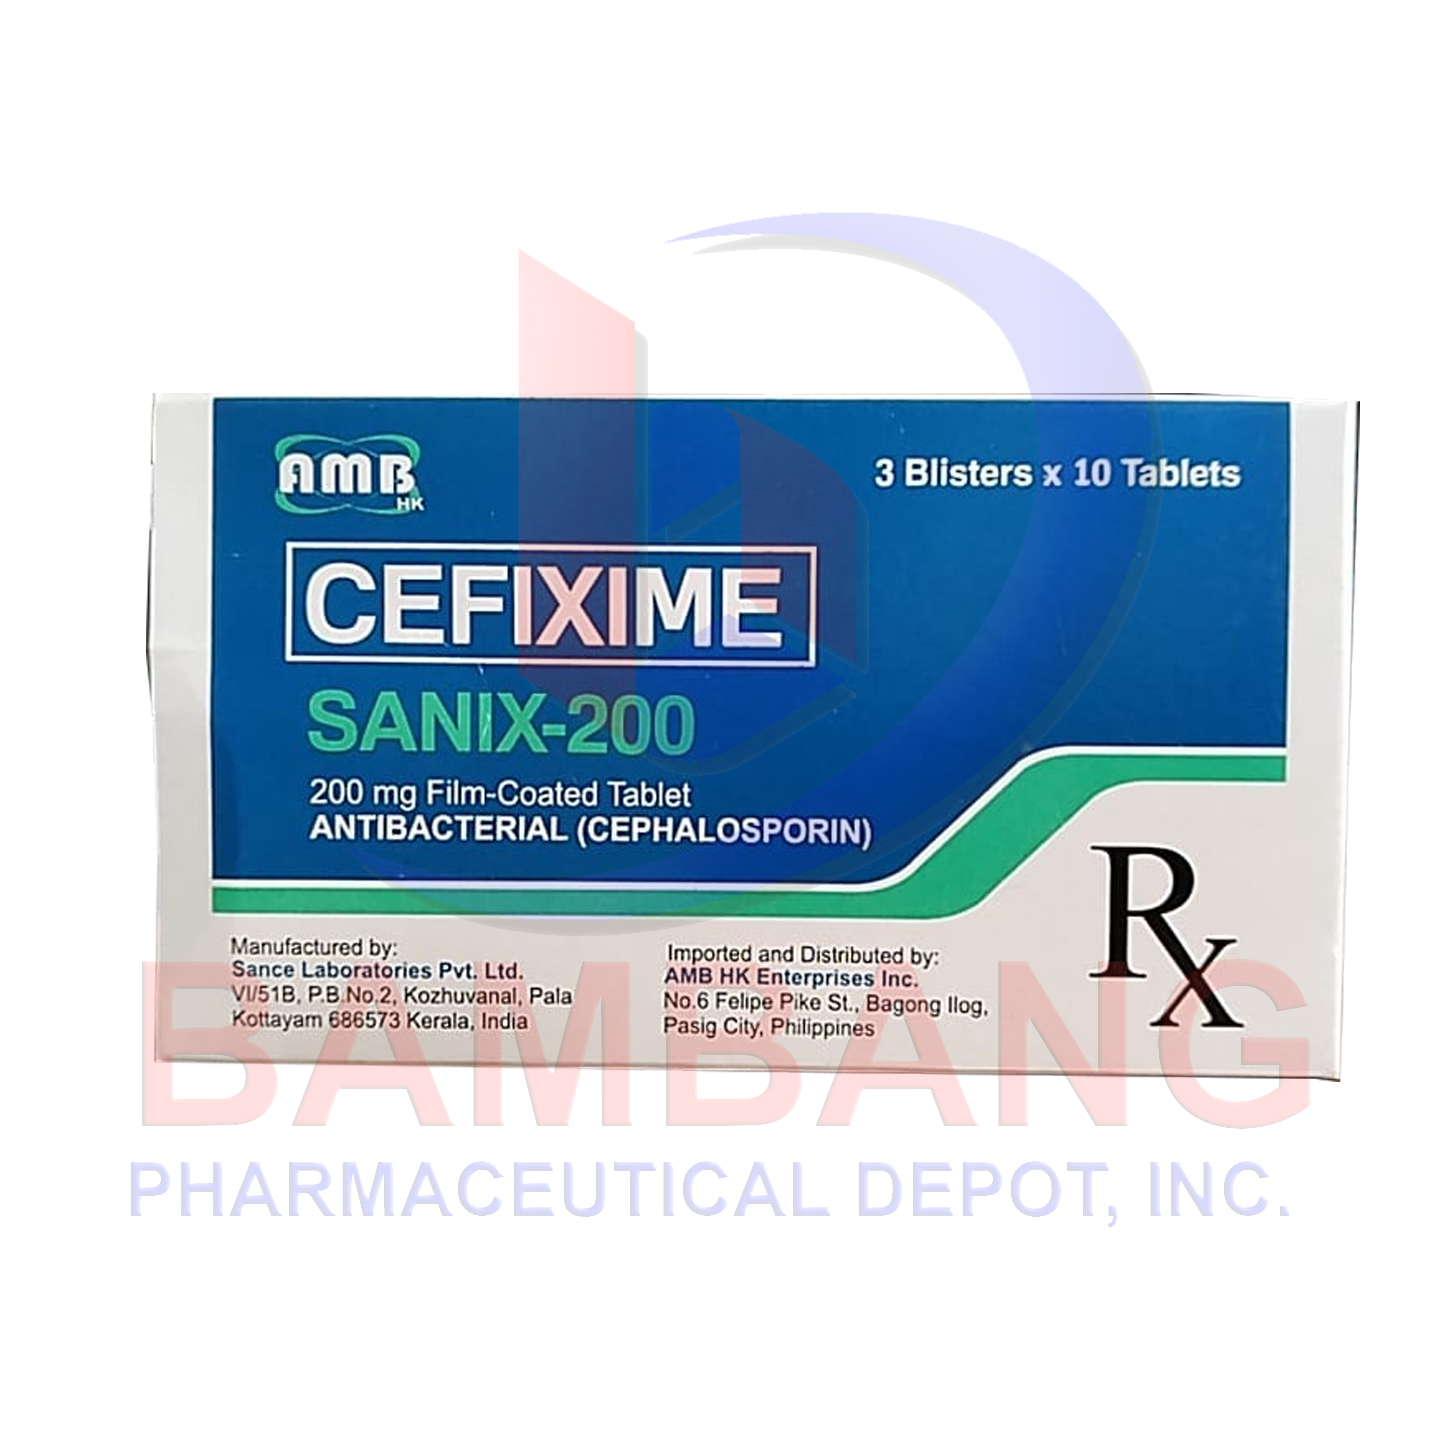 AMB
HK
3 Blisters x 10 Tablets
CEFIXIME
SANIX-200
200 mg Film-Coated Tablet
ANTIBACTERIAL (CEPHALOSPORIN)
Rx
Manufactured by:
Sance Laboratories Pvt. Ltd.
VI/51B, P.B.No.2, Kozhuvanal, Pala
Kottayam 686573 Kerala, India
Imported and Distributed by:
AMB HK Enterprises Inc.
No.6 Felipe Pike St., Bagong Ilog,
Pasig City, Philippines
BAMBANG
PHARMACEUTICAL DEPOT, INC.